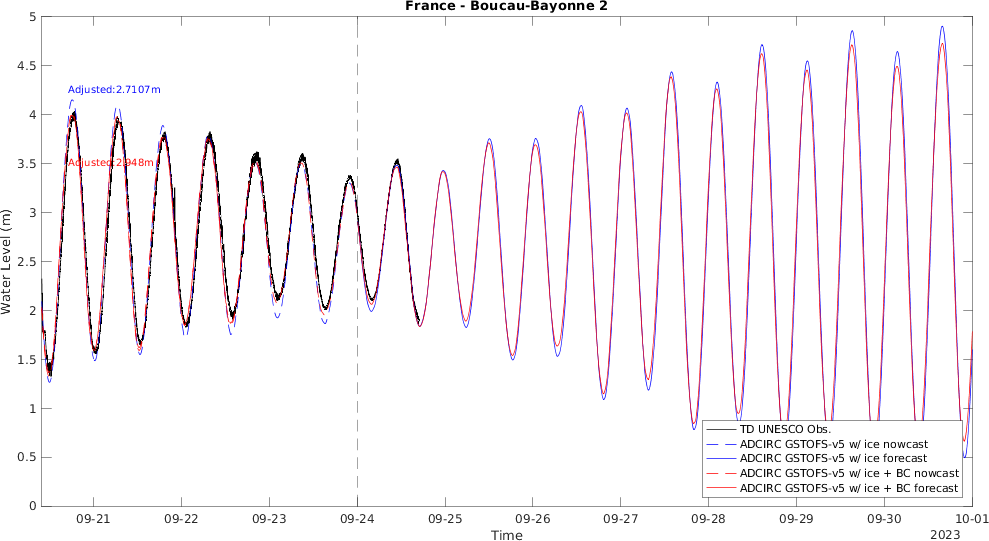 France - Boucau-Bayonne 2
5
4.5
4
3.5
3
2.5
2
1.5
1
0.5
0
Water Level (m)
Adjusted:2.7107m
Adjusted:2.948m
TD UNESCO Obs.
ADCIRC GSTOFS-v5 w/ ice nowcast
ADCIRC GSTOFS-v5 w/ ice forecast
ADCIRC GSTOFS-v5 w/ ice + BC nowcast
ADCIRC GSTOFS-v5 w/ ice + BC forecast
09-21 09-22 09-23 09-24 09-25 09-26 09-27 09-28 09-29 09-30 10-01
Time
2023